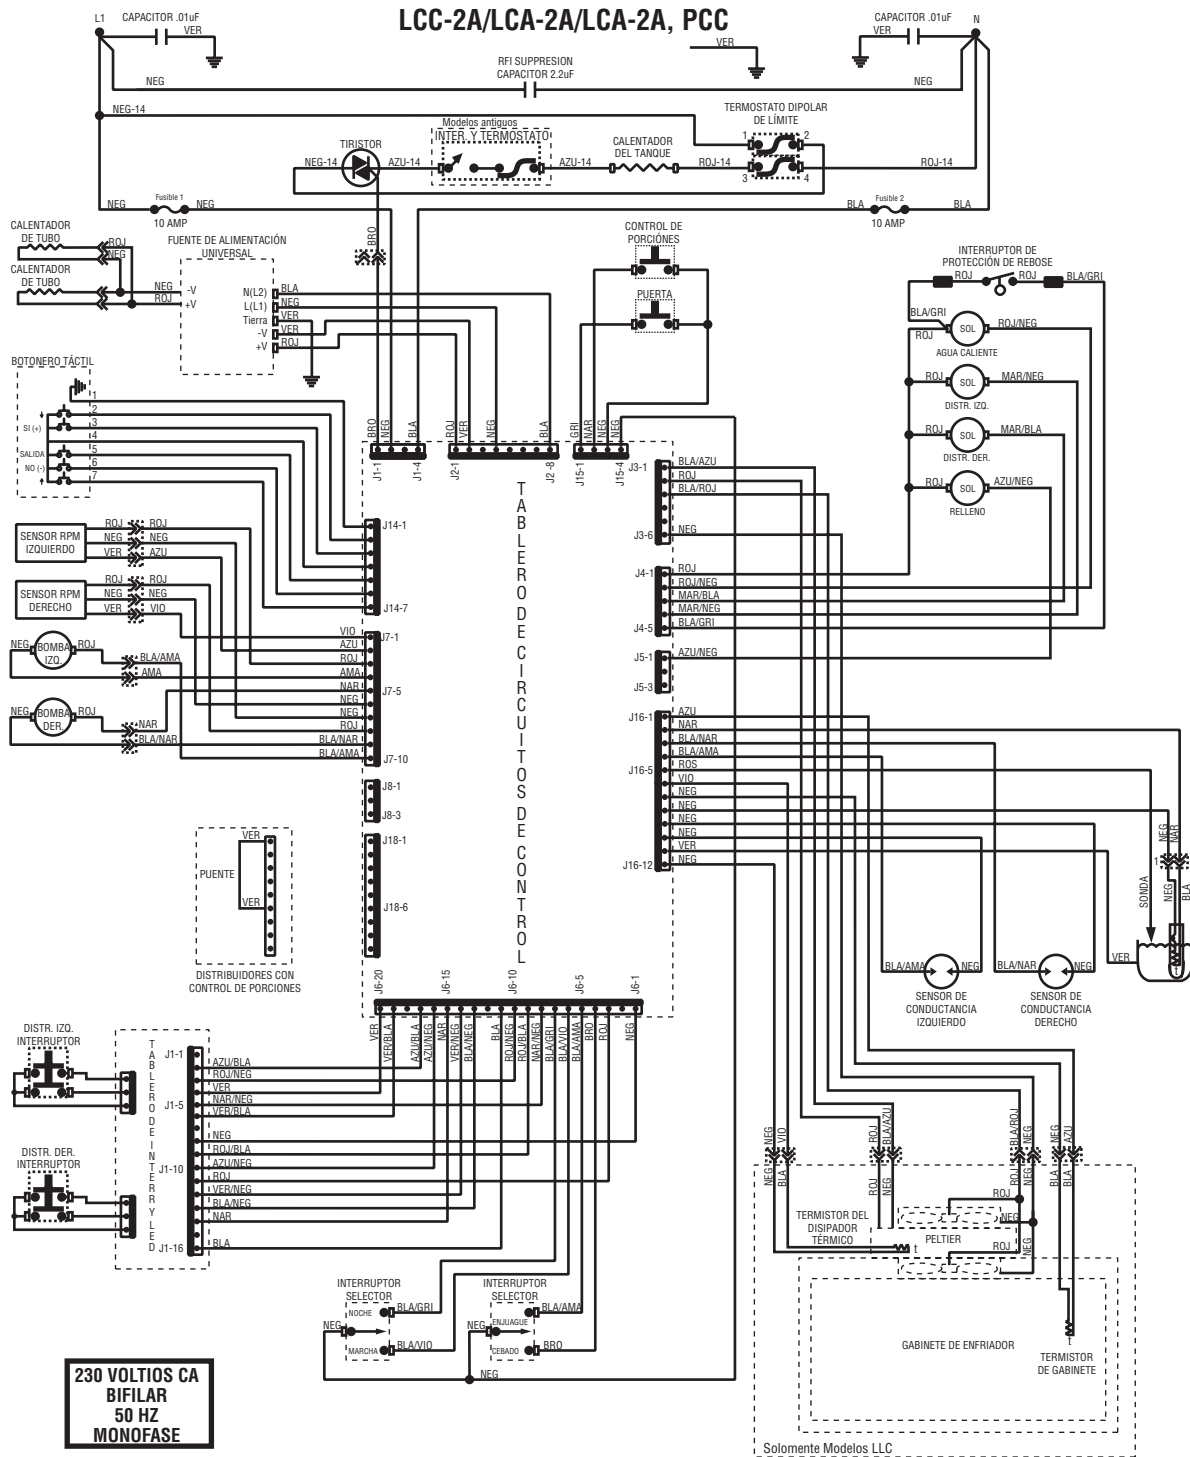 LCC-2A/LCA-2A/LCA-2A, PCC
L1
CAPACITOR .01uF
VER
VER
CAPACITOR .01uF
VER
N
NEG
RFI SUPPRESION
CAPACITOR 2.2uF
NEG
NEG-14
TERMOSTATO DIPOLAR
DE LÍMITE
1
2
3
4
Modelos antiguos
INTER. Y TERMOSTATO
TIRISTOR
NEG-14
AZU-14
AZU-14
CALENTADOR
DEL TANQUE
ROJ-14
ROJ-14
NEG
Fusible 1
NEG
10 AMP
BLA
Fusible 2
BLA
10 AMP
BRO
CALENTADOR
DE TUBO
ROJ
NEG
CALENTADOR
DE TUBO
NEG
ROJ
FUENTE DE ALIMENTACIÓN
UNIVERSAL
-V
+V
N(L2)
BLA
L(L1)
NEG
Tierra
VER
-V
VER
+V
ROJ
CONTROL DE
PORCIÓNES
PUERTA
INTERRUPTOR DE
PROTECCIÓN DE REBOSE
ROJ
ROJ
BLA/GRI
BLA/GRI
ROJ
SOL
ROJ/NEG
AGUA CALIENTE
ROJ
SOL
MAR/NEG
DISTR. IZQ.
ROJ
SOL
MAR/BLA
DISTR. DER.
ROJ
SOL
AZU/NEG
RELLENO
BOTONERO TÁCTIL
1
2
SI (+)
3
4
SALIDA
5
NO (-)
6
7
BRO
NEG
BLA
ROJ
VER
NEG
BLA
GRI
NAR
NEG
NEG
J1-1
J1-4
J2-1
J2 -8
J15-1
J15-4
TABLERO DE CIRCUITOS DE CONTROL
J3-1
BLA/AZU
ROJ
BLA/ROJ
J3-6
NEG
J4-1
ROJ
ROJ/NEG
MAR/BLA
MAR/NEG
J4-5
BLA/GRI
J5-1
AZU/NEG
J5-3
J16-1
AZU
NAR
BLA/NAR
BLA/AMA
J16-5
ROS
VIO
NEG
NEG
NEG
NEG
VER
J16-12
NEG
J14-1
J14-7
SENSOR RPM
IZQUIERDO
ROJ
ROJ
NEG
NEG
VER
AZU
SENSOR RPM
DERECHO
ROJ
ROJ
NEG
NEG
VER
VIO
NEG
BOMBA
IZQ.
ROJ
BLA/AMA
AMA
NEG
BOMBA
DER.
ROJ
NAR
BLA/NAR
VIO
J7-1
AZU
ROJ
AMA
NAR
J7-5
NEG
NEG
ROJ
BLA/NAR
BLA/AMA
J7-10
J8-1
J8-3
J18-1
J18-6
VER
PUENTE
VER
DISTRIBUIDORES CON
CONTROL DE PORCIONES
NEG
NAR
1
NEG
BLA
SONDA
VER
t
BLA/AMA
NEG
SENSOR DE
CONDUCTANCIA
IZQUIERDO
BLA/NAR
NEG
SENSOR DE
CONDUCTANCIA
DERECHO
J6-20
J6-15
J6-10
J6-5
J6-1
VER
VER/BLA
AZU/BLA
AZU/NEG
NAR
VER/NEG
BLA/NEG
BLA
ROJ/NEG
ROJ/BLA
NAR/NEG
BLA/GRI
BLA/VIO
BLA/AMA
BRO
ROJ
NEG
DISTR. IZQ.
INTERRUPTOR
DISTR. DER.
INTERRUPTOR
TABLERO DE INTERR Y LED
J1-1
AZU/BLA
ROJ/NEG
VER
J1-5
NAR/NEG
VER/BLA
NEG
ROJ/BLA
J1-10
AZU/NEG
ROJ
VER/NEG
BLA/NEG
NAR
J1-16
BLA
INTERRUPTOR
SELECTOR
NOCHE
BLA/GRI
NEG
MARCHA
BLA/VIO
INTERRUPTOR
SELECTOR
BLA/AMA
NEG
ENJUAGUE
CEBADO
BRO
NEG
NEG
VIO
NEG
BLA
ROJ
BLA/AZU
ROJ
NEG
BLA/ROJ
NEG
ROJ
NEG
NEG
AZU
BLA
BLA
TERMISTOR DEL
DISIPADOR
TÉRMICO
t
ROJ
NEG
PELTIER
ROJ
NEG
GABINETE DE ENFRIADOR
t
TERMISTOR
DE GABINETE
Solomente Modelos LLC
230 VOLTIOS CA
BIFILAR
50 HZ
MONOFASE